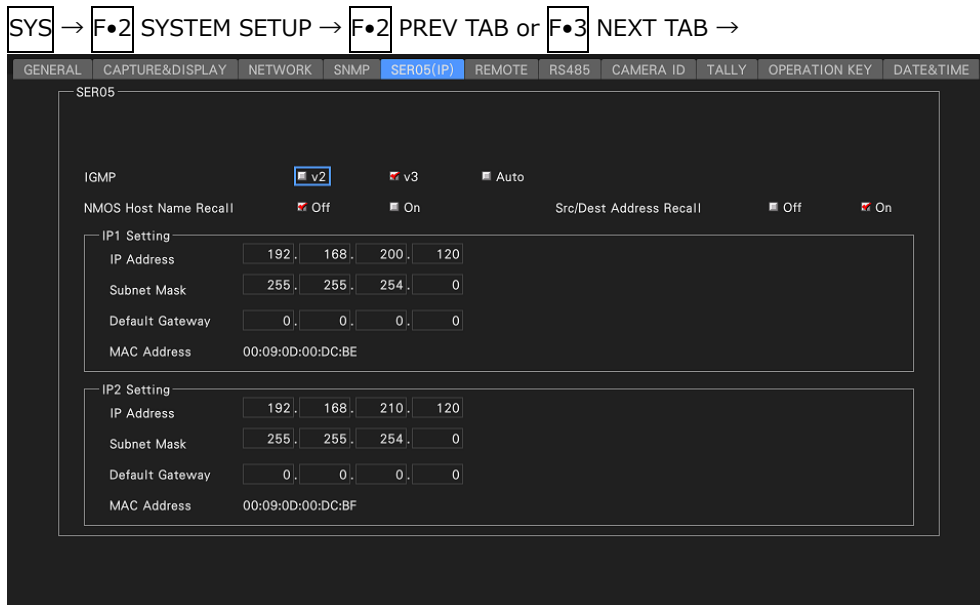 SYS → F•2 SYSTEM SETUP → F•2 PREV TAB or F•3 NEXT TAB →
GENERAL CAPTURE&DISPLAY NETWORK SNMP SER05(IP) REMOTE RS485 CAMERA ID TALLY OPERATION KEY DATE&TIME
SER05
IGMP v2 v3 Auto
NMOS Host Name Recall Off On Src/Dest Address Recall Off On
IP1 Setting
IP Address 192. 168. 200. 120
Subnet Mask 255. 255. 254. 0
Default Gateway 0. 0. 0. 0
MAC Address 00:09:0D:00:DC:BE
IP2 Setting
IP Address 192. 168. 210. 120
Subnet Mask 255. 255. 254. 0
Default Gateway 0. 0. 0. 0
MAC Address 00:09:0D:00:DC:BF